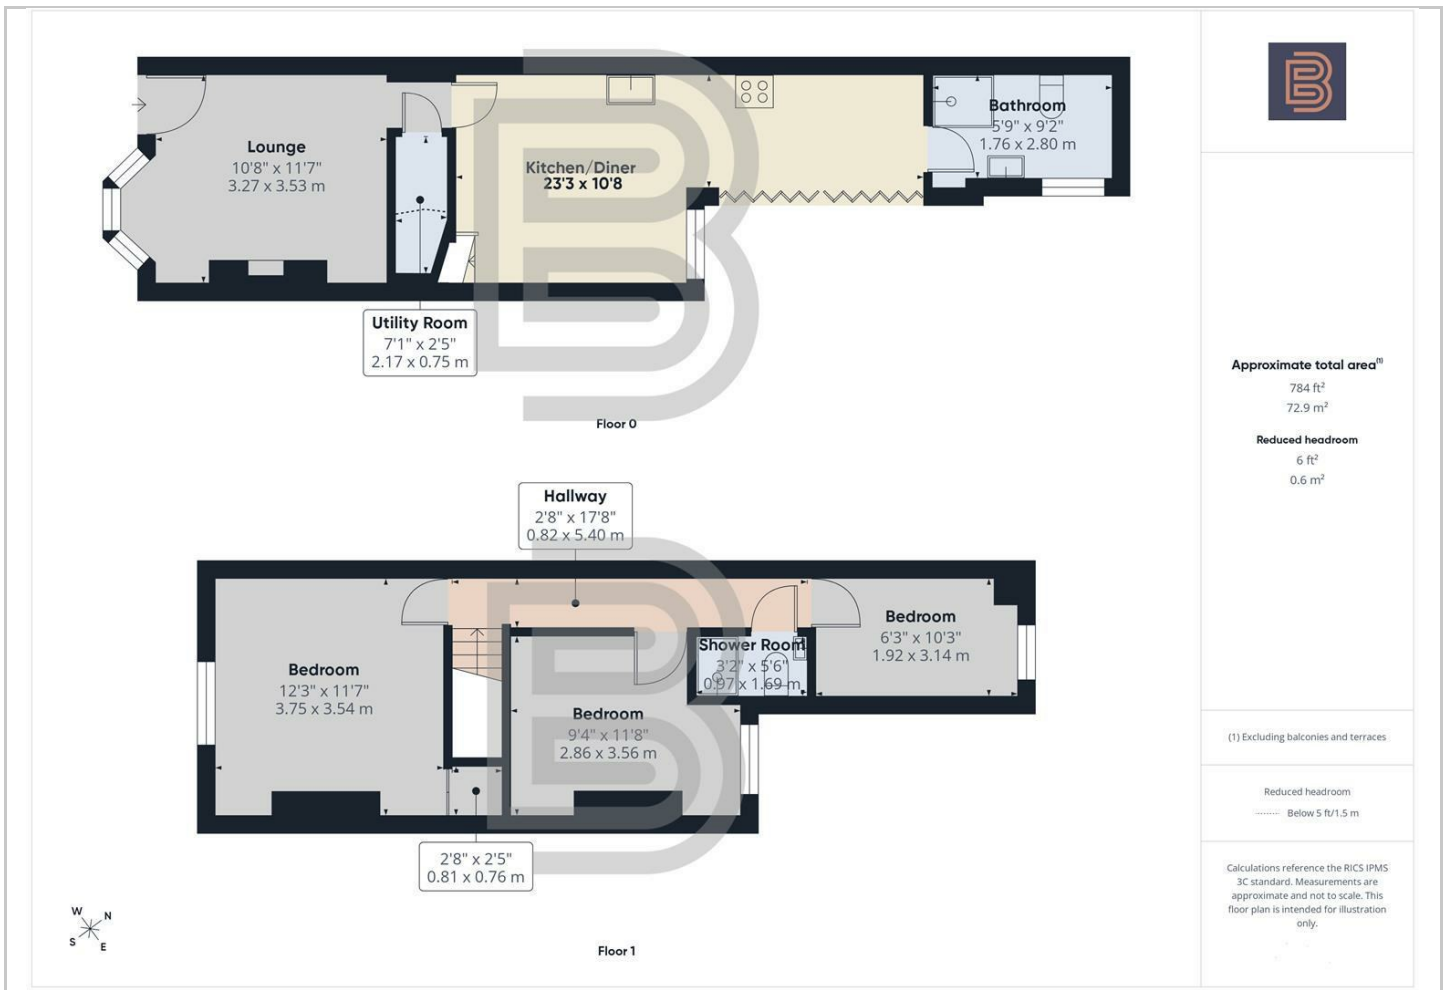 Lounge
10'8" x 11'7"
3.27 x 3.53 m
Kitchen/Diner
23'3 x 10'8
Bathroom
5'9" x 9'2"
1.76 x 2.80 m
Utility Room
7'1" x 2'5"
2.17 x 0.75 m
Floor 0
Hallway
2'8" x 17'8"
0.82 x 5.40 m
Bedroom
12'3" x 11'7"
3.75 x 3.54 m
Bedroom
9'4" x 11'8"
2.86 x 3.56 m
Shower Room
3'2" x 5'6"
0.97 x 1.69 m
Bedroom
6'3" x 10'3"
1.92 x 3.14 m
2'8" x 2'5"
0.81 x 0.76 m
W
N
S
E
Floor 1
B
Approximate total area(1)
784 ft²
72.9 m²
Reduced headroom
6 ft²
0.6 m²
(1) Excluding balconies and terraces
Reduced headroom
Below 5 ft/1.5 m
Calculations reference the RICS IPMS
3C standard. Measurements are
approximate and not to scale. This
floor plan is intended for illustration
only.